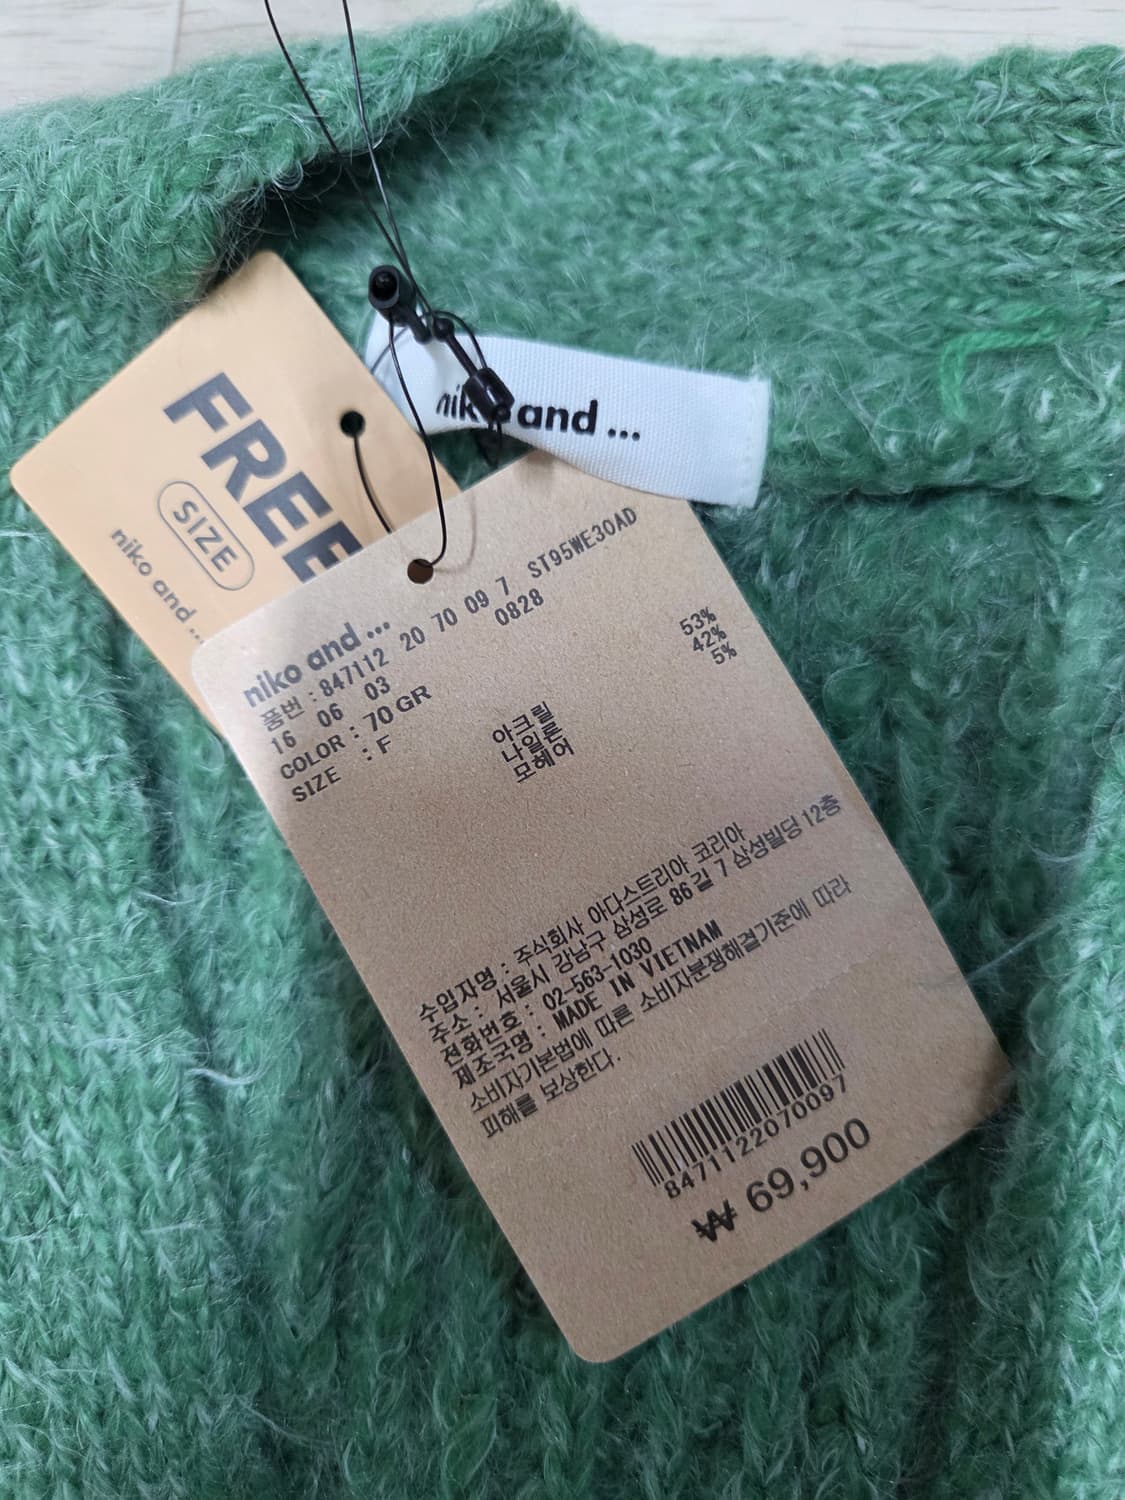 niko and ...
FREE
SIZE
niko and ...
niko and ...
품번 : 847112 20 70 09 7 ST95WE30AD
16 06 03 0828
COLOR : 70 GR
SIZE : F
아크릴 53%
나일론 42%
모헤어 5%
수입자명 : 주식회사 아다스트리아 코리아
주소 : 서울시 강남구 삼성로 86길 7 삼성빌딩 12층
전화번호 : 02-563-1030
제조국명 : MADE IN VIETNAM
소비자기본법에 따른 소비자분쟁해결기준에 따라
피해를 보상한다.
847112207 0097
₩ 69,900